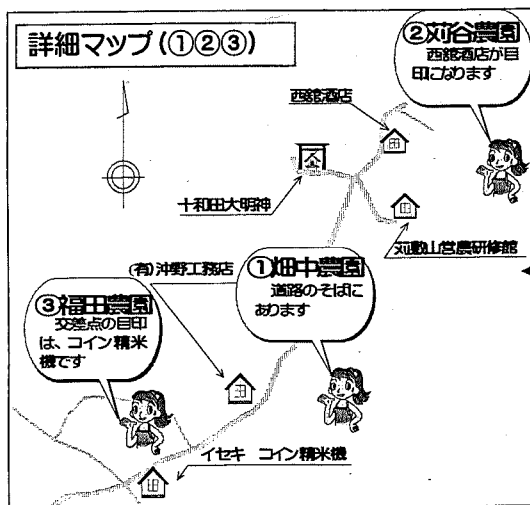 詳細マップ(①②③)
②苅谷農園
西舘酒店が目
印になります
西舘酒店
十和田大明神
苅敷山営農研修館
(有)沖野工務店
①畑中農園
道路のそばに
あります
③福田農園
交差点の目印
は、コイン精米
機です
イセキ コイン精米機